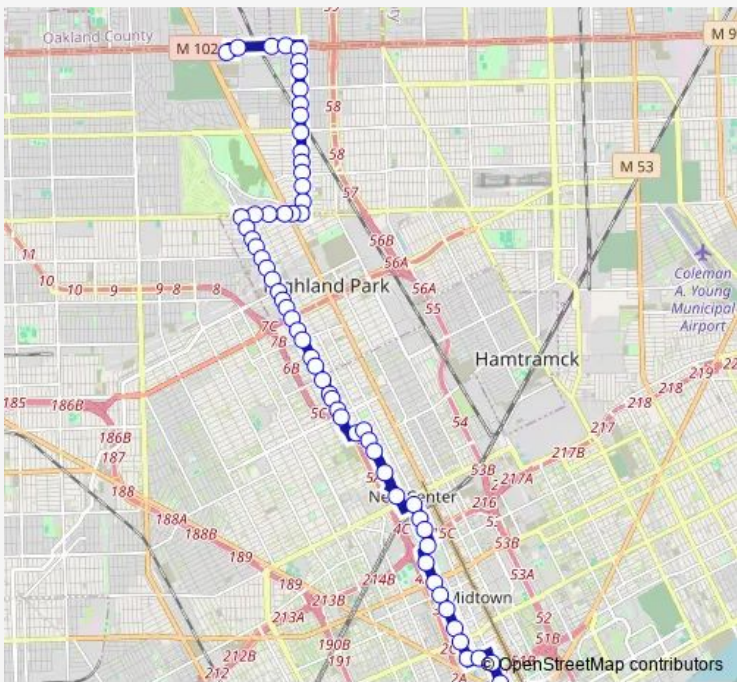 Oakland County
M 102
M 9
58
58
57
M 53
56B
56A
56A
55
11
10
10
9
9
8
8
Coleman
A. Young
Municipal
Airport
ghland Park
7C
7B
6B
5C
Hamtramck
54
185
186B
186B
187
188
188A
188B
189
189
219
218
218
217
217B
217A
53B
216
New Center
4C
5C
53B
53A
214B
213B
213A
212B
212
190B
191
Midtown
52
51B
2A
© OpenStreetMap contributors